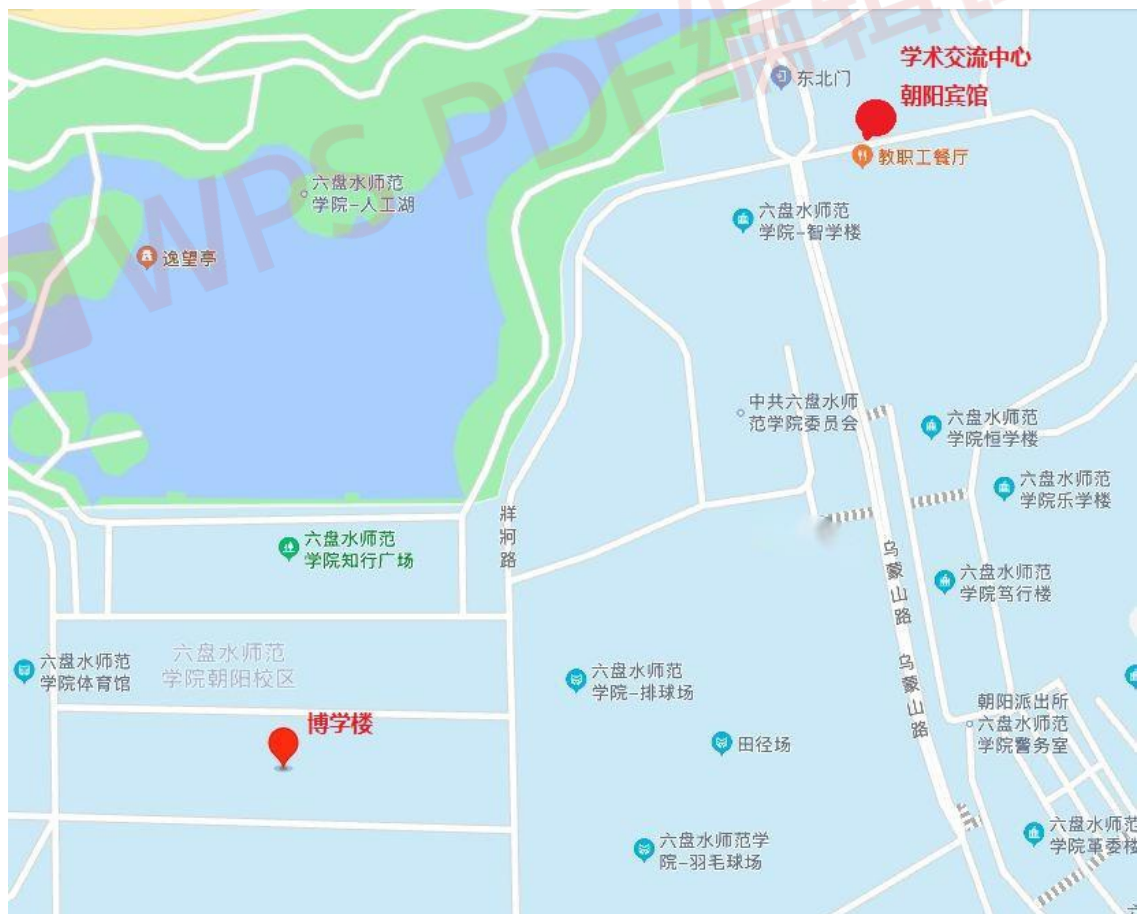 WPS PDF编辑
学术交流中心
朝阳宾馆
东北门
教职工餐厅
六盘水师范
学院-人工湖
六盘水师范
学院-智学楼
逸望亭
中共六盘水师
范学院委员会
六盘水师范
学院恒学楼
六盘水师范
学院乐学楼
牂牁路
六盘水师范
学院知行广场
乌蒙山路
六盘水师范
学院笃行楼
六盘水师范
学院体育馆
六盘水师范
学院朝阳校区
六盘水师范
学院-排球场
乌蒙山路
朝阳派出所
六盘水师范
学院警务室
博学楼
田径场
六盘水师范学
院-羽毛球场
六盘水师范
学院革委楼